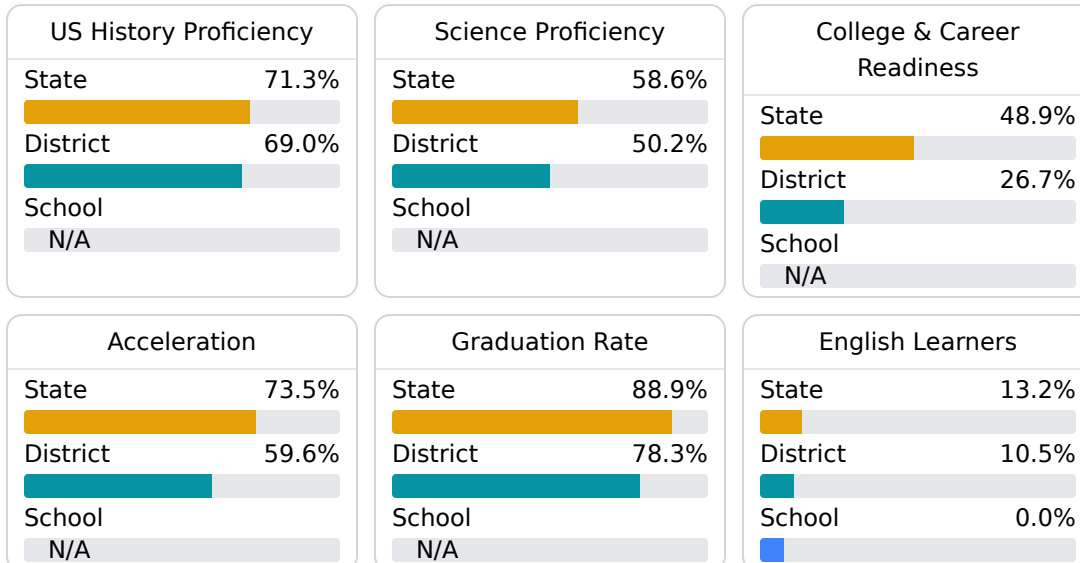 US History Proficiency
State 71.3%
District 69.0%
School
N/A
Science Proficiency
State 58.6%
District 50.2%
School
N/A
College & Career
Readiness
State 48.9%
District 26.7%
School
N/A
Acceleration
State 73.5%
District 59.6%
School
N/A
Graduation Rate
State 88.9%
District 78.3%
School
N/A
English Learners
State 13.2%
District 10.5%
School 0.0%